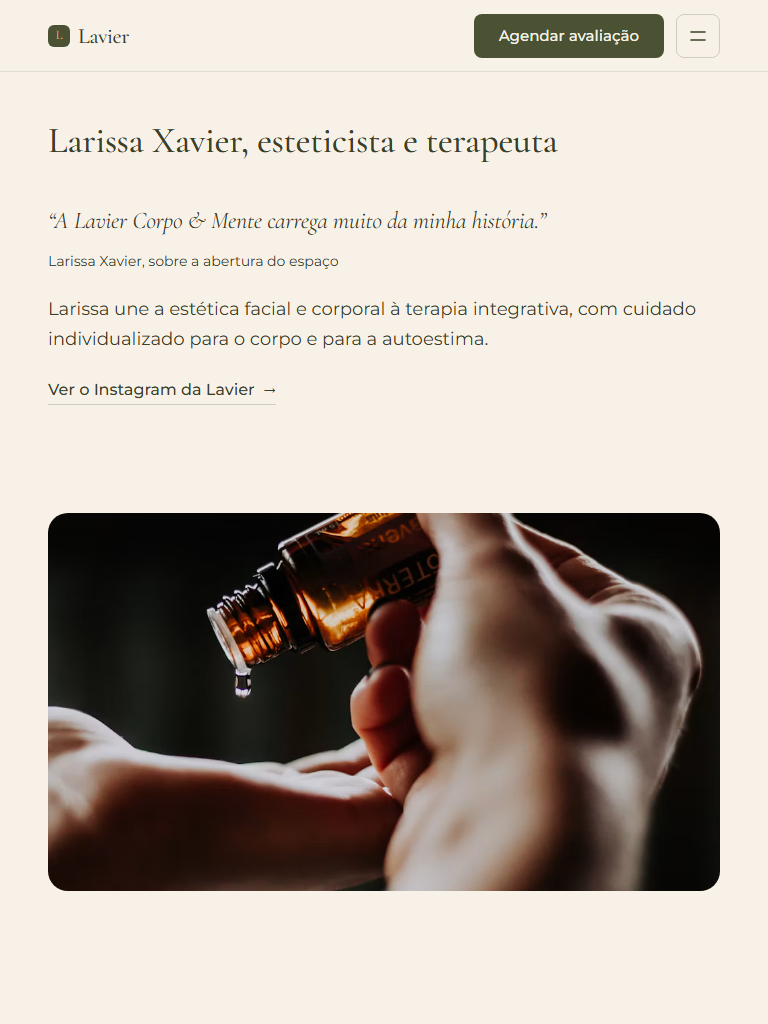 L Lavier
Agendar avaliação
Larissa Xavier, esteticista e terapeuta
“A Lavier Corpo & Mente carrega muito da minha história.”
Larissa Xavier, sobre a abertura do espaço
Larissa une a estética facial e corporal à terapia integrativa, com cuidado
individualizado para o corpo e para a autoestima.
Ver o Instagram da Lavier →